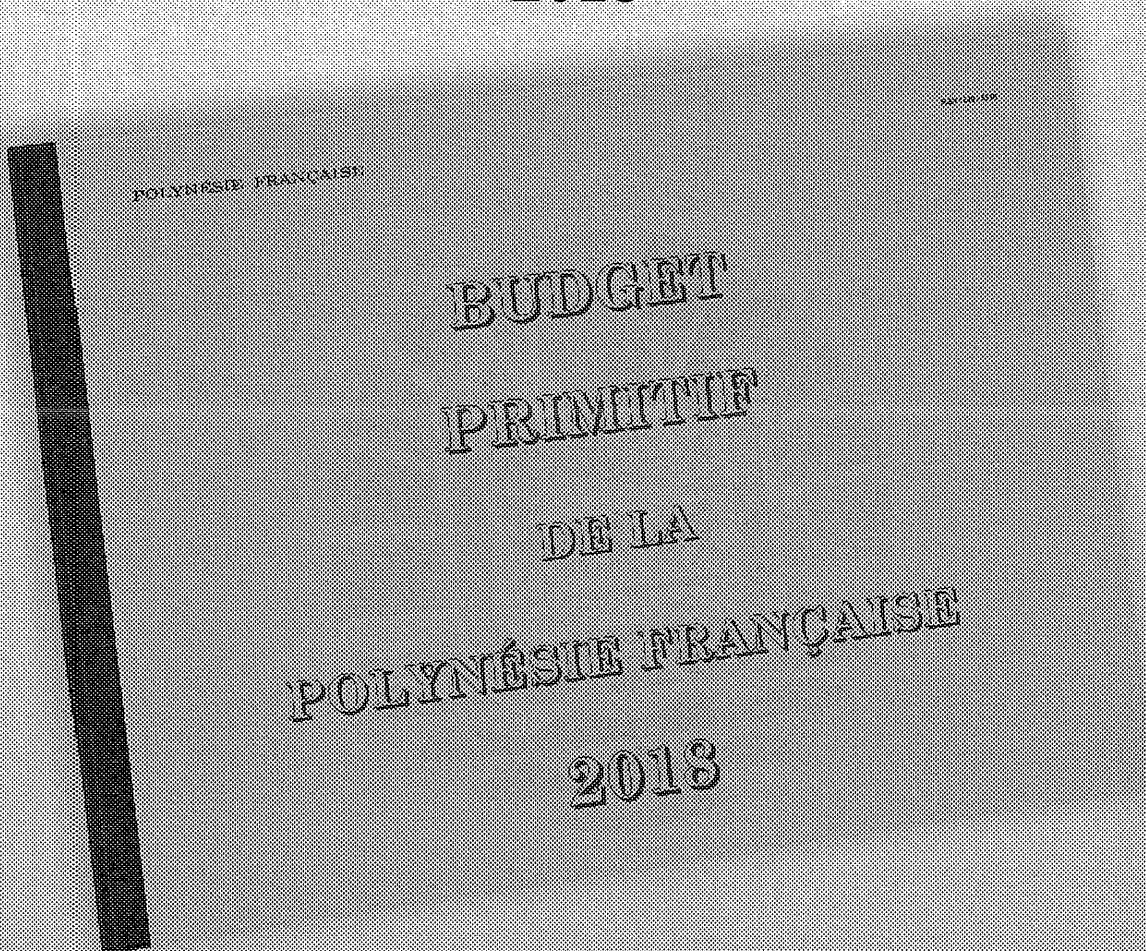 POLYNÉSIE FRANÇAISE
BUDGET
PRIMITIF
DE LA
POLYNÉSIE FRANÇAISE
2018